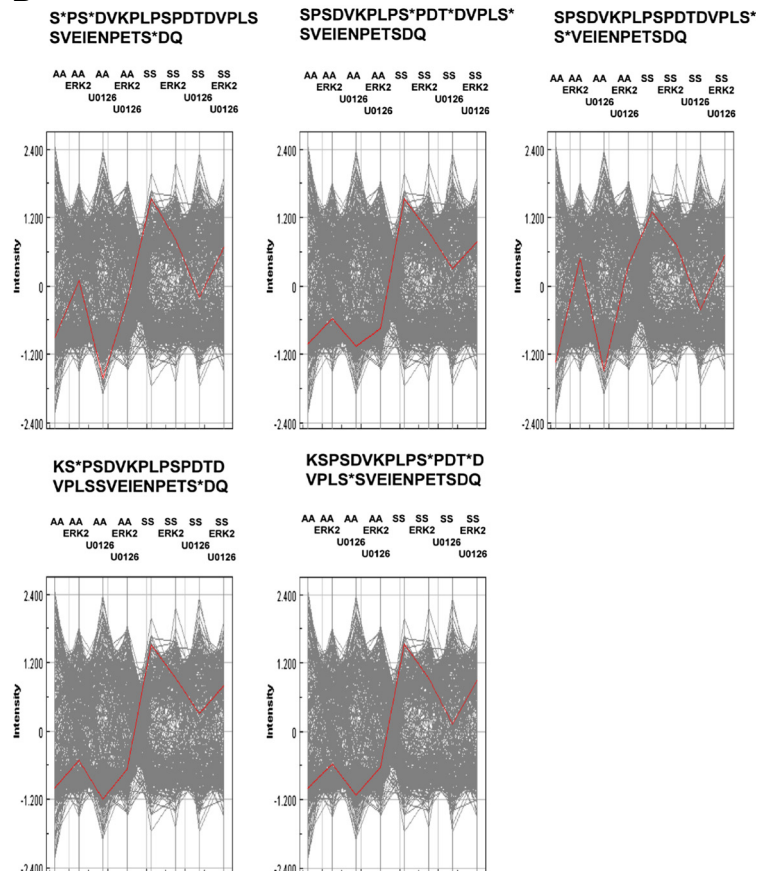 S*PS*DVKPLPSPDTDVPLS
SVEIENPETS*DQ
AA AA AA AA SS SS SS SS
ERK2 ERK2 ERK2 ERK2
U0126 U0126
U0126 U0126
Intensity
2.400
1.200
0
-1.200
-2.400
SPSDVKPLPS*PDT*DVPLS*
SVEIENPETSDQ
AA AA AA AA SS SS SS SS
ERK2 ERK2 ERK2 ERK2
U0126 U0126
U0126 U0126
Intensity
2.400
1.200
0
-1.200
-2.400
SPSDVKPLPSPDTDVPLS*
S*VEIENPETSDQ
AA AA AA AA SS SS SS SS
ERK2 ERK2 ERK2 ERK2
U0126 U0126
U0126 U0126
Intensity
2.400
1.200
0
-1.200
-2.400
KS*PSDVKPLPSPDTD
VPLSSVEIENPETS*DQ
AA AA AA AA SS SS SS SS
ERK2 ERK2 ERK2 ERK2
U0126 U0126
U0126 U0126
Intensity
2.400
1.200
0
-1.200
-2.400
KSPSDVKPLPS*PDT*D
VPLS*SVEIENPETSDQ
AA AA AA AA SS SS SS SS
ERK2 ERK2 ERK2 ERK2
U0126 U0126
U0126 U0126
Intensity
2.400
1.200
0
-1.200
-2.400